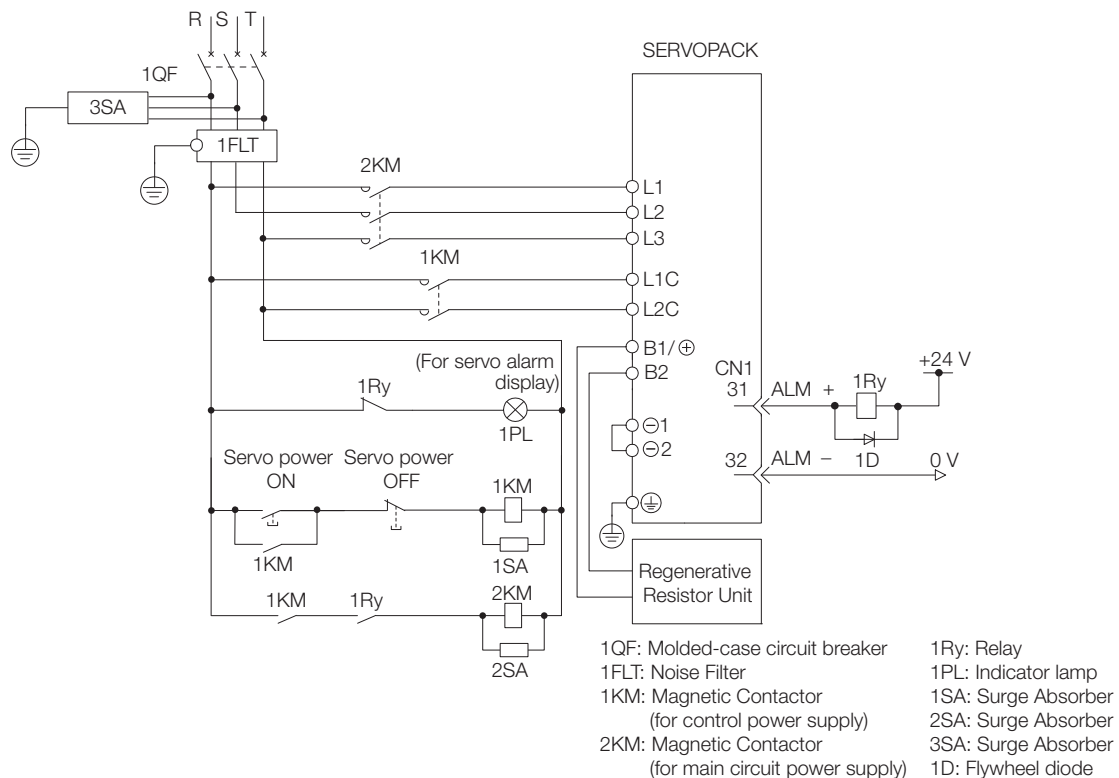 R S T
SERVOPACK
1QF
3SA
1FLT
2KM
L1
L2
L3
1KM
L1C
L2C
B1/⊕
(For servo alarm
display)
B2
CN1
+24 V
1Ry
31 ALM + 1Ry
1PL
⊖1
⊖2
1D
32 ALM − 0 V
Servo power
ON
Servo power
OFF
1KM
1KM
1SA
1KM 1Ry 2KM
2SA
Regenerative
Resistor Unit
1QF: Molded-case circuit breaker
1FLT: Noise Filter
1KM: Magnetic Contactor
(for control power supply)
2KM: Magnetic Contactor
(for main circuit power supply)
1Ry: Relay
1PL: Indicator lamp
1SA: Surge Absorber
2SA: Surge Absorber
3SA: Surge Absorber
1D: Flywheel diode